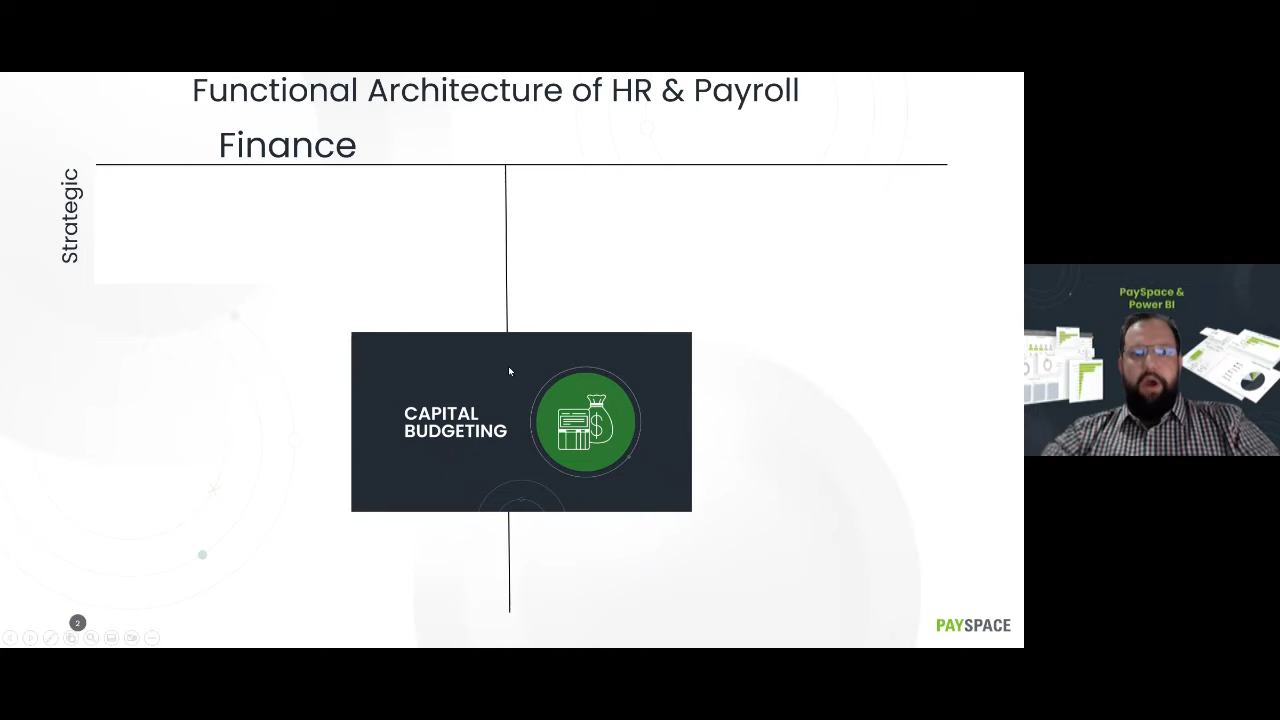 Functional Architecture of HR & Payroll
Finance
Strategic
CAPITAL
BUDGETING
2
PAYSPACE
PaySpace &
Power BI